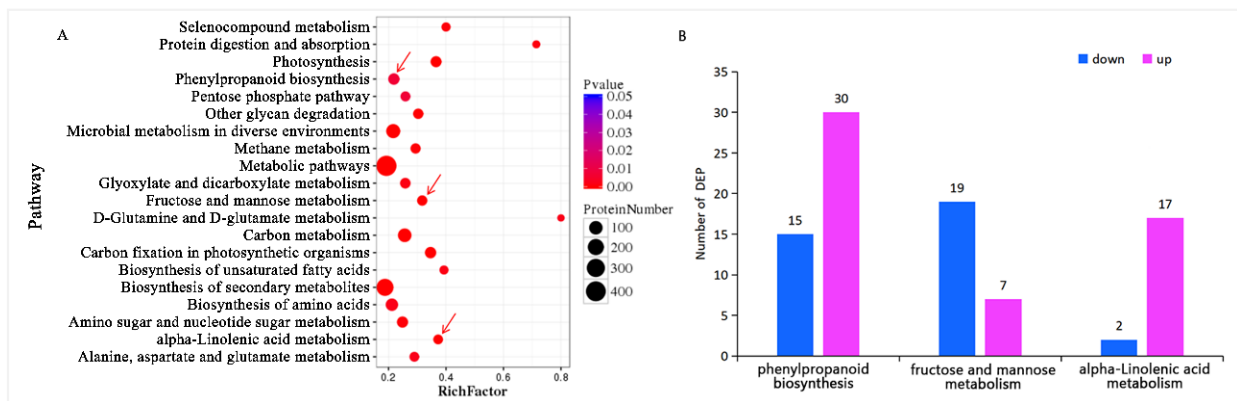 A
Pathway
Selenocompound metabolism
Protein digestion and absorption
Photosynthesis
Phenylpropanoid biosynthesis
Pentose phosphate pathway
Other glycan degradation
Microbial metabolism in diverse environments
Methane metabolism
Metabolic pathways
Glyoxylate and dicarboxylate metabolism
Fructose and mannose metabolism
D-Glutamine and D-glutamate metabolism
Carbon metabolism
Carbon fixation in photosynthetic organisms
Biosynthesis of unsaturated fatty acids
Biosynthesis of secondary metabolites
Biosynthesis of amino acids
Amino sugar and nucleotide sugar metabolism
alpha-Linolenic acid metabolism
Alanine, aspartate and glutamate metabolism
0.2 0.4 0.6 0.8
RichFactor
Pvalue
0.05
0.04
0.03
0.02
0.01
0.00
ProteinNumber
100
200
300
400
B
down up
Number of DEP
35
30
25
20
15
10
5
0
15 30 19 7 2 17
phenylpropanoid
biosynthesis
fructose and mannose
metabolism
alpha-Linolenic acid
metabolism